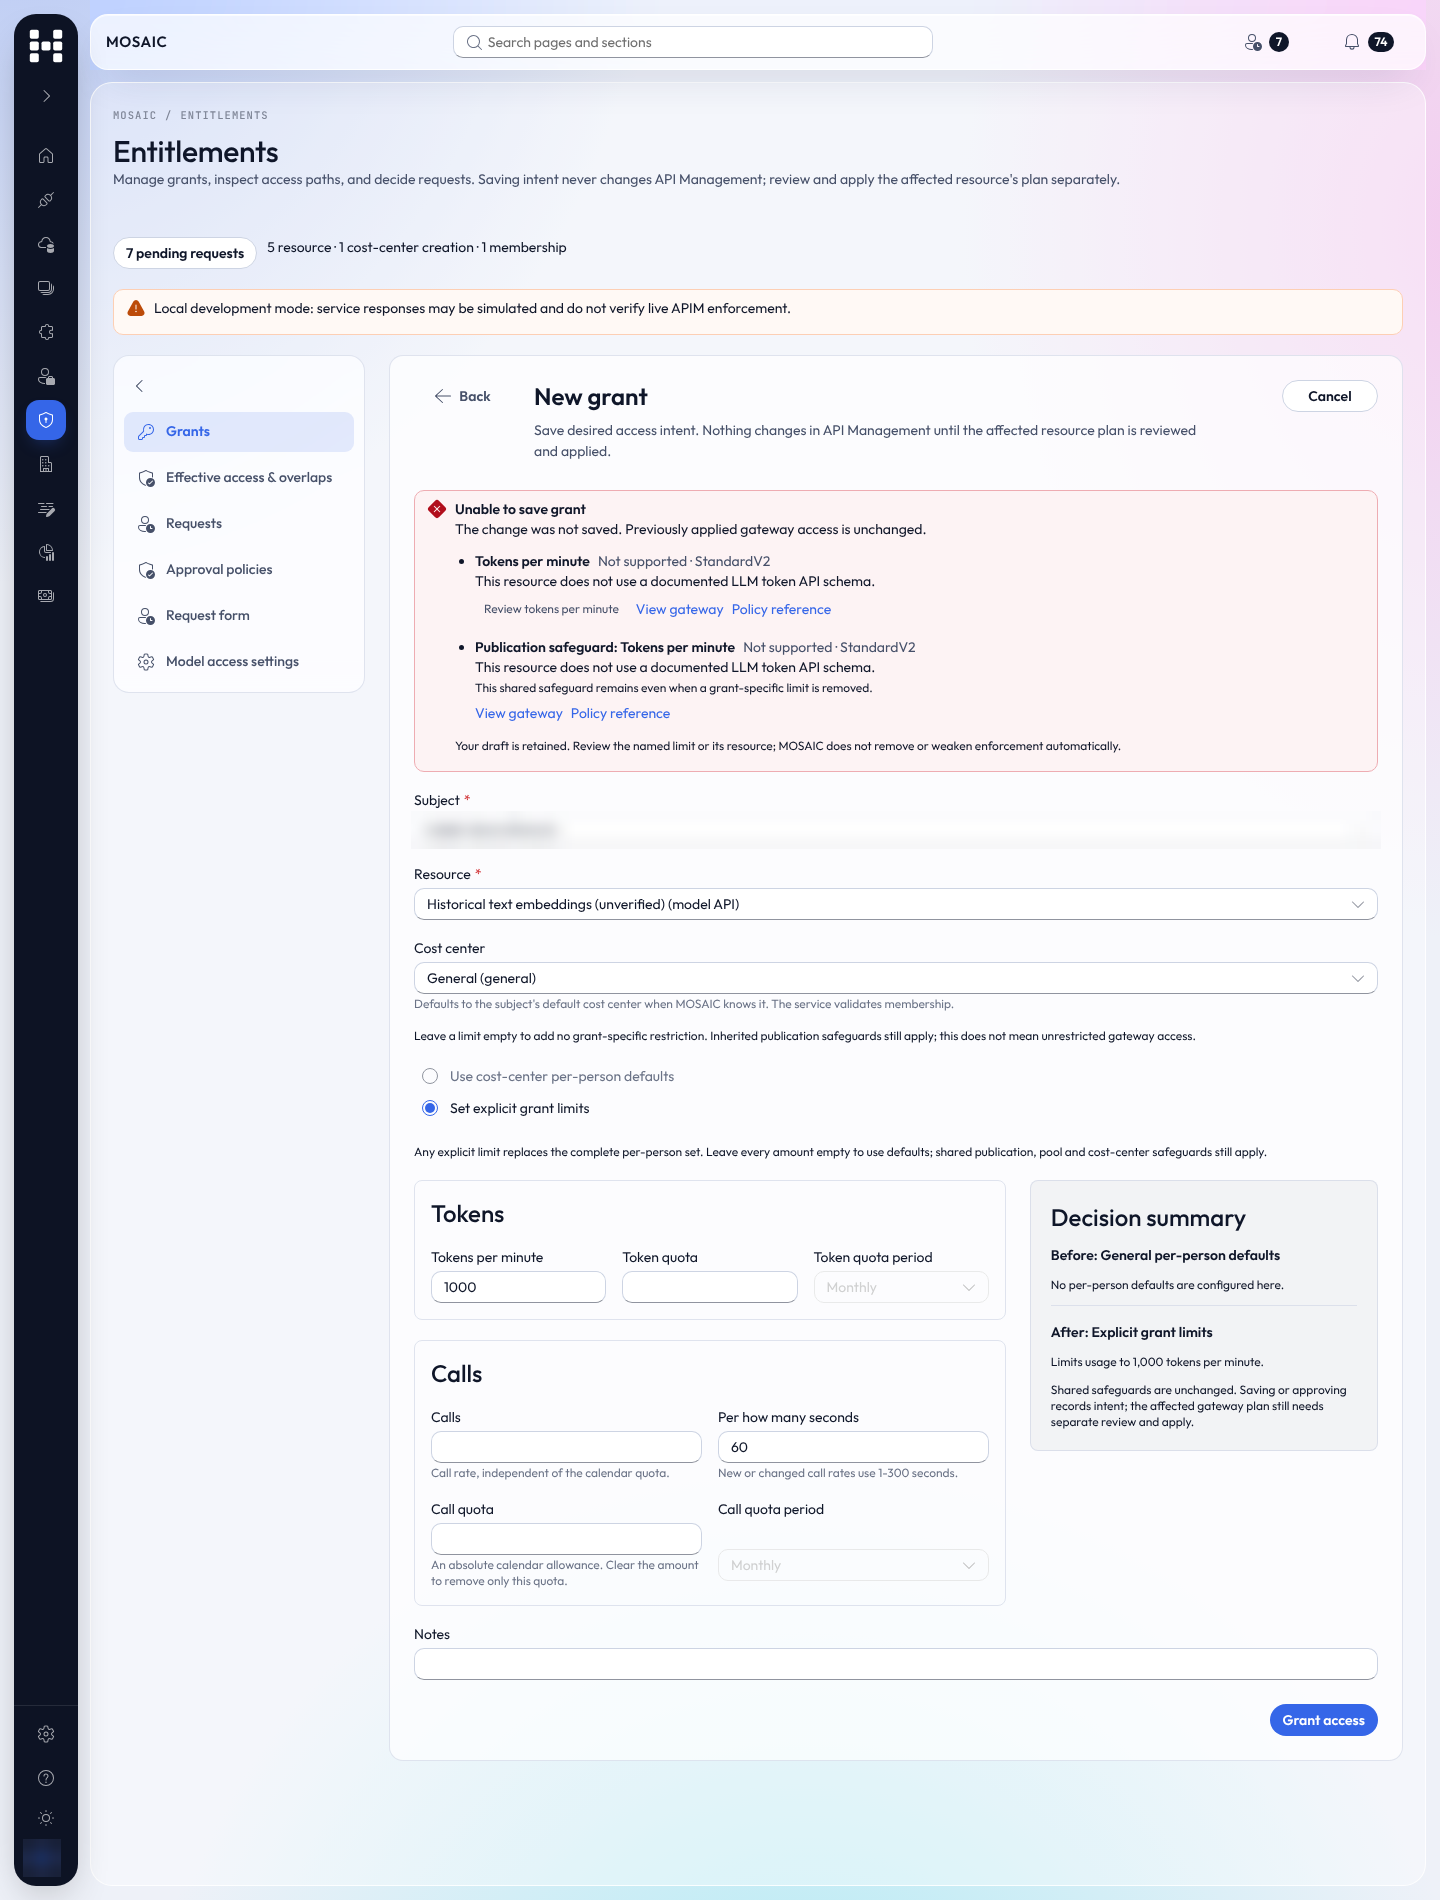 MOSAIC
Search pages and sections
7
74
MOSAIC / ENTITLEMENTS
Entitlements
Manage grants, inspect access paths, and decide requests. Saving intent never changes API Management; review and apply the affected resource's plan separately.
7 pending requests
5 resource · 1 cost-center creation · 1 membership
Local development mode: service responses may be simulated and do not verify live APIM enforcement.
Grants
Effective access & overlaps
Requests
Approval policies
Request form
Model access settings
Back
New grant
Cancel
Save desired access intent. Nothing changes in API Management until the affected resource plan is reviewed
and applied.
Unable to save grant
The change was not saved. Previously applied gateway access is unchanged.
Tokens per minute Not supported · StandardV2
This resource does not use a documented LLM token API schema.
Review tokens per minute View gateway Policy reference
Publication safeguard: Tokens per minute Not supported · StandardV2
This resource does not use a documented LLM token API schema.
This shared safeguard remains even when a grant-specific limit is removed.
View gateway Policy reference
Your draft is retained. Review the named limit or its resource; MOSAIC does not remove or weaken enforcement automatically.
Subject *
Resource *
Historical text embeddings (unverified) (model API)
Cost center
General (general)
Defaults to the subject's default cost center when MOSAIC knows it. The service validates membership.
Leave a limit empty to add no grant-specific restriction. Inherited publication safeguards still apply; this does not mean unrestricted gateway access.
Use cost-center per-person defaults
Set explicit grant limits
Any explicit limit replaces the complete per-person set. Leave every amount empty to use defaults; shared publication, pool and cost-center safeguards still apply.
Tokens
Tokens per minute
Token quota
Token quota period
1000
Monthly
Calls
Calls
Per how many seconds
60
Call rate, independent of the calendar quota.
New or changed call rates use 1-300 seconds.
Call quota
Call quota period
Monthly
An absolute calendar allowance. Clear the amount
to remove only this quota.
Decision summary
Before: General per-person defaults
No per-person defaults are configured here.
After: Explicit grant limits
Limits usage to 1,000 tokens per minute.
Shared safeguards are unchanged. Saving or approving
records intent; the affected gateway plan still needs
separate review and apply.
Notes
Grant access